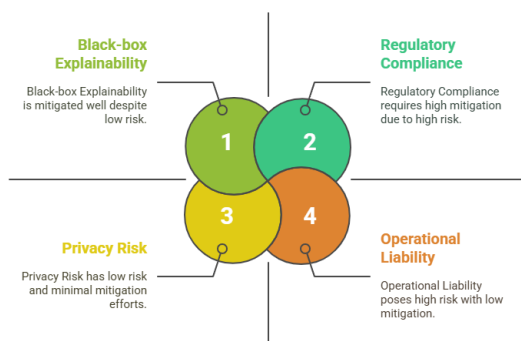 Black-box
Explainability
Black-box Explainability
is mitigated well despite
low risk.
Regulatory
Compliance
Regulatory Compliance
requires high mitigation
due to high risk.
1
2
3
4
Privacy Risk
Privacy Risk has low risk
and minimal mitigation
efforts.
Operational
Liability
Operational Liability
poses high risk with low
mitigation.